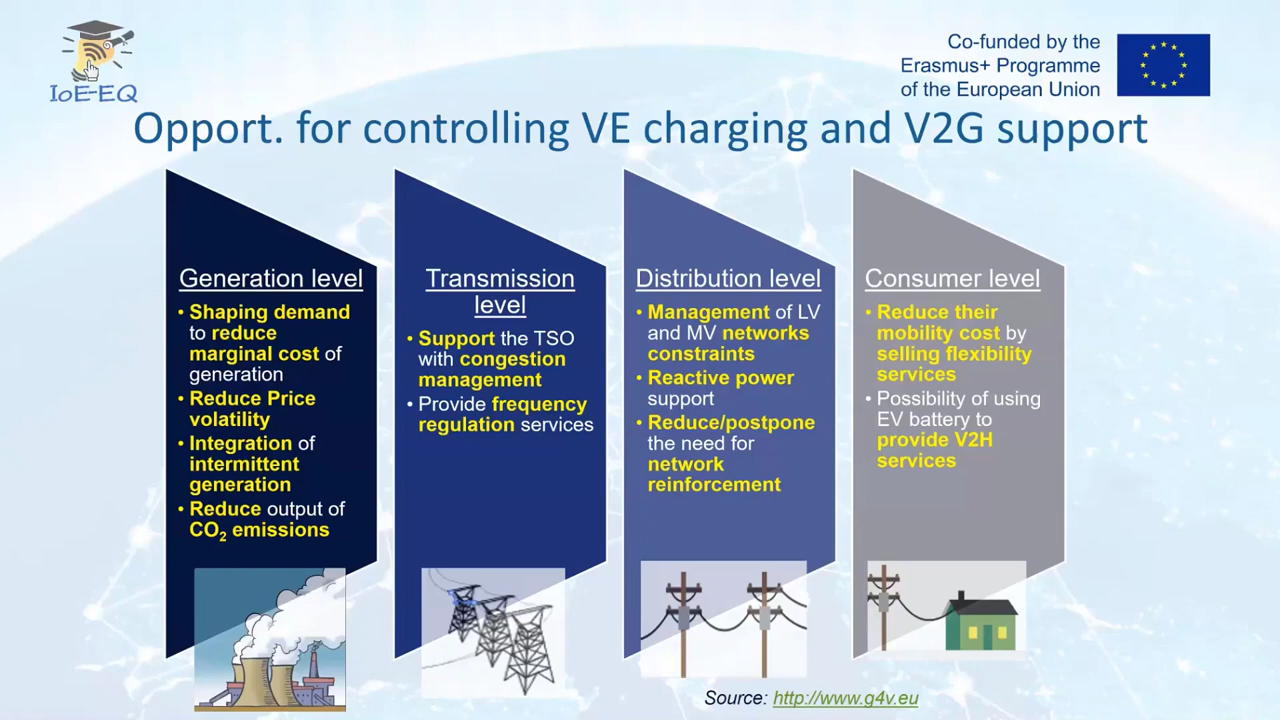 IoE-EQ
Co-funded by the
Erasmus+ Programme
of the European Union
Opport. for controlling VE charging and V2G support
Generation level
• Shaping demand
to reduce
marginal cost of
generation
• Reduce Price
volatility
• Integration of
intermittent
generation
• Reduce output of
CO₂ emissions
Transmission
level
• Support the TSO
with congestion
management
• Provide frequency
regulation services
Distribution level
• Management of LV
and MV networks
constraints
• Reactive power
support
• Reduce/postpone
the need for
network
reinforcement
Consumer level
• Reduce their
mobility cost by
selling flexibility
services
• Possibility of using
EV battery to
provide V2H
services
Source: http://www.g4v.eu